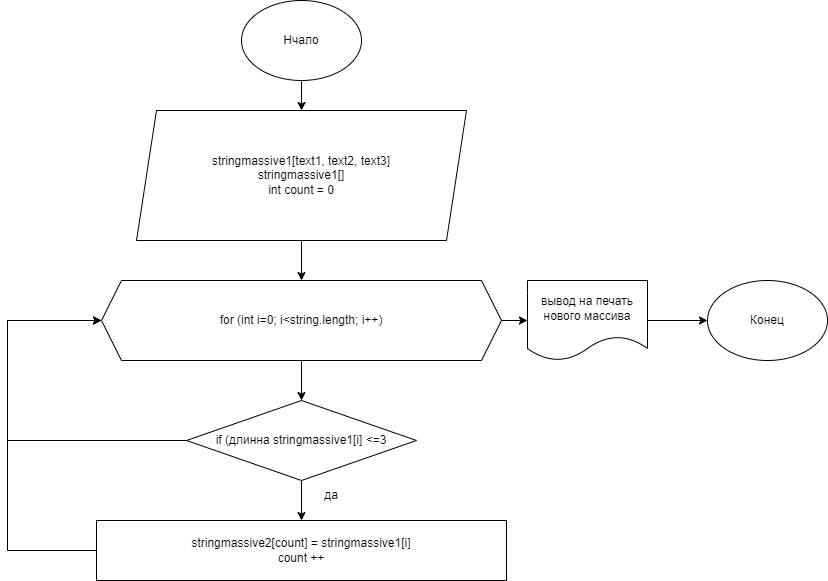 Нчало
stringmassive1[text1, text2, text3]
stringmassive1[]
int count = 0
for (int i=0; i<string.length; i++)
вывод на печать
нового массива
Конец
if (длинна stringmassive1[i] <=3
да
stringmassive2[count] = stringmassive1[i]
count ++